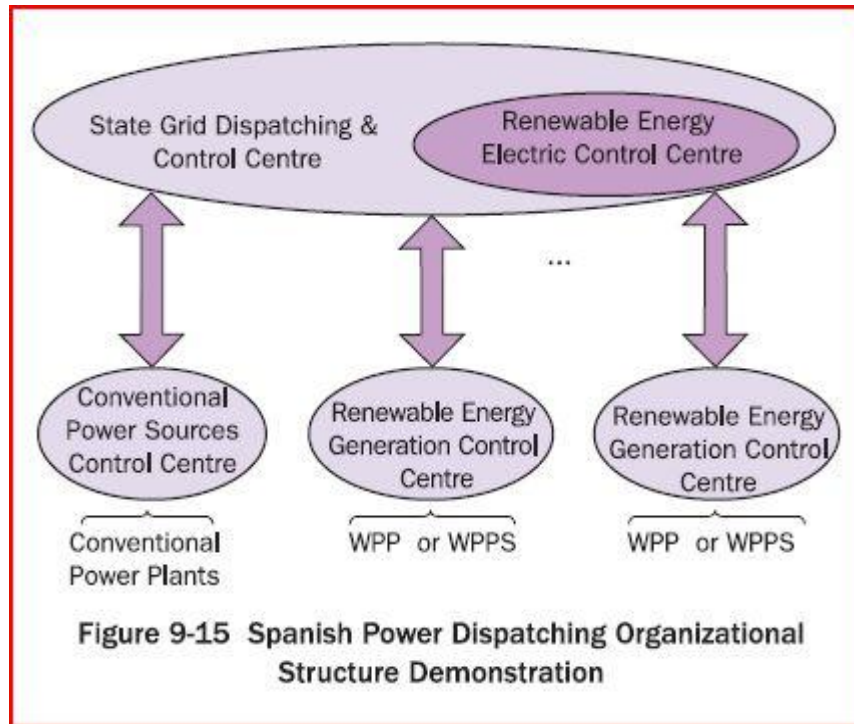 State Grid Dispatching &
Control Centre
Renewable Energy
Electric Control Centre
...
Conventional
Power Sources
Control Centre
Renewable Energy
Generation Control
Centre
Renewable Energy
Generation Control
Centre
Conventional
Power Plants
WPP or WPPS
WPP or WPPS
Figure 9-15 Spanish Power Dispatching Organizational
Structure Demonstration